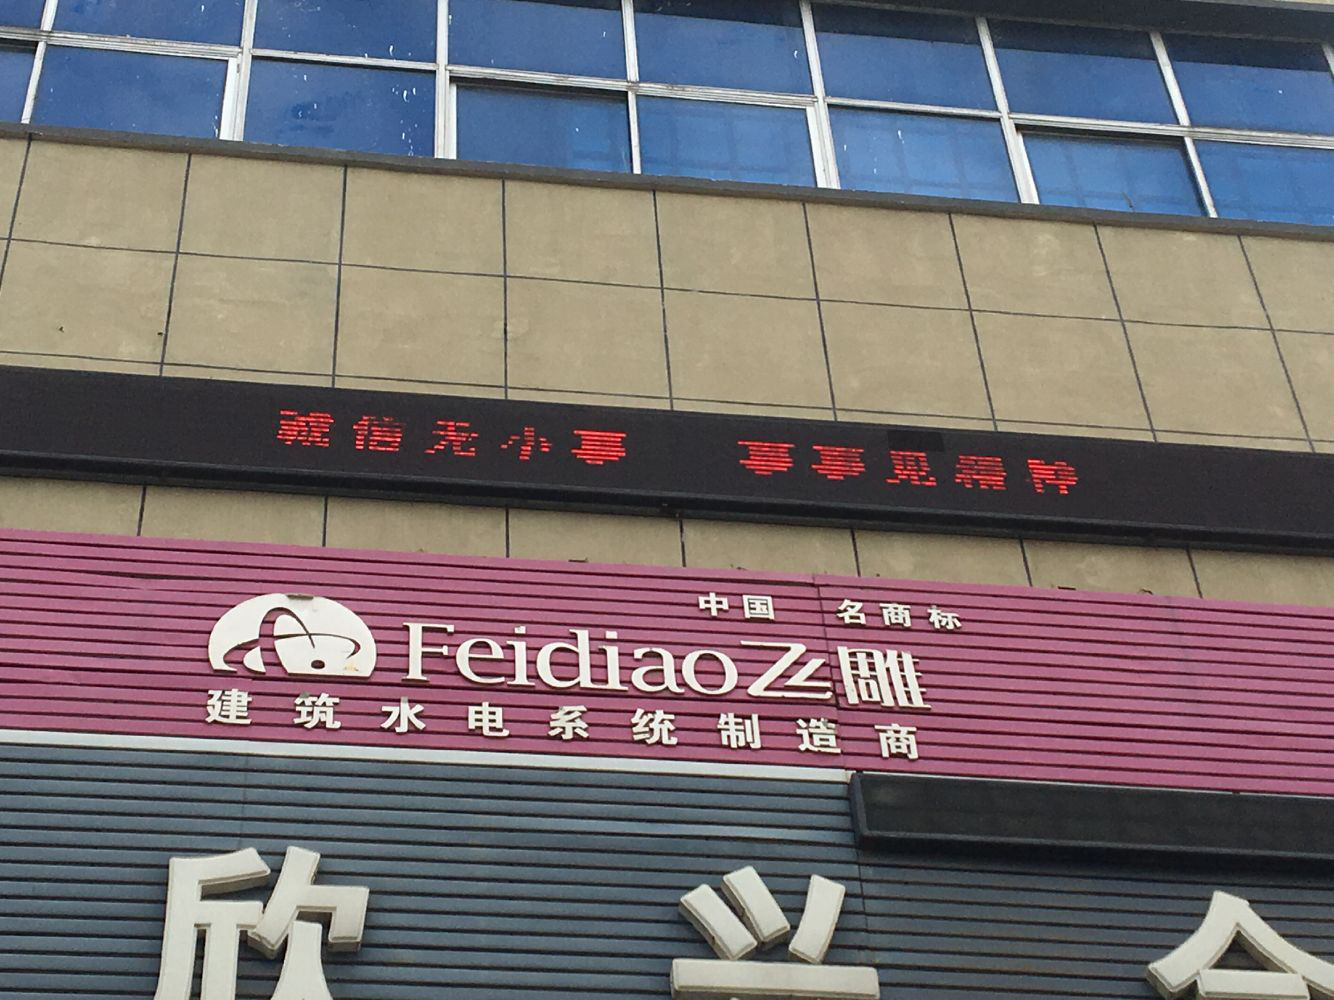 诚信无小事 事事见精神
中国 名商标
Feidiao飞雕
建筑水电系统制造商
欣兴